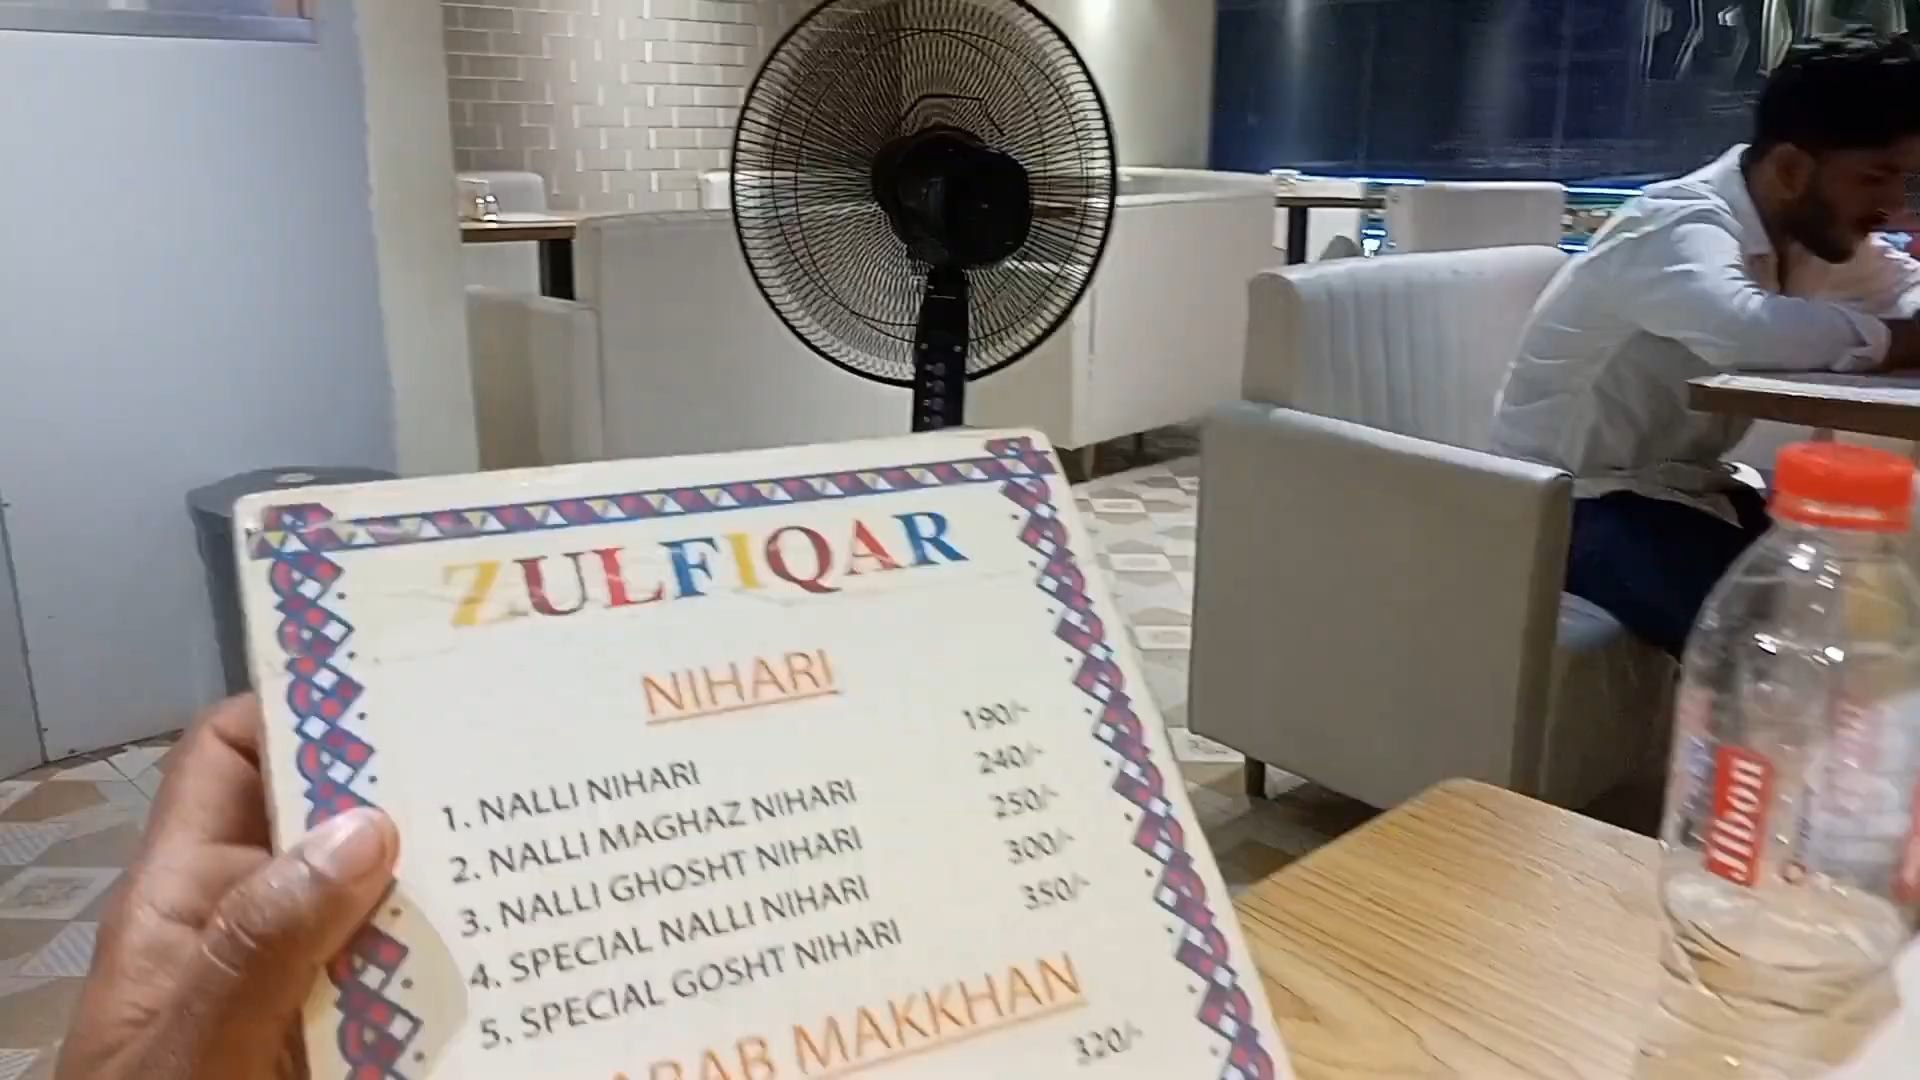 ZULFIQAR
NIHARI
1. NALLI NIHARI 190/-
2. NALLI MAGHAZ NIHARI 240/-
3. NALLI GHOSHT NIHARI 250/-
4. SPECIAL NALLI NIHARI 300/-
5. SPECIAL GOSHT NIHARI 350/-
MAKKHAN
320/-